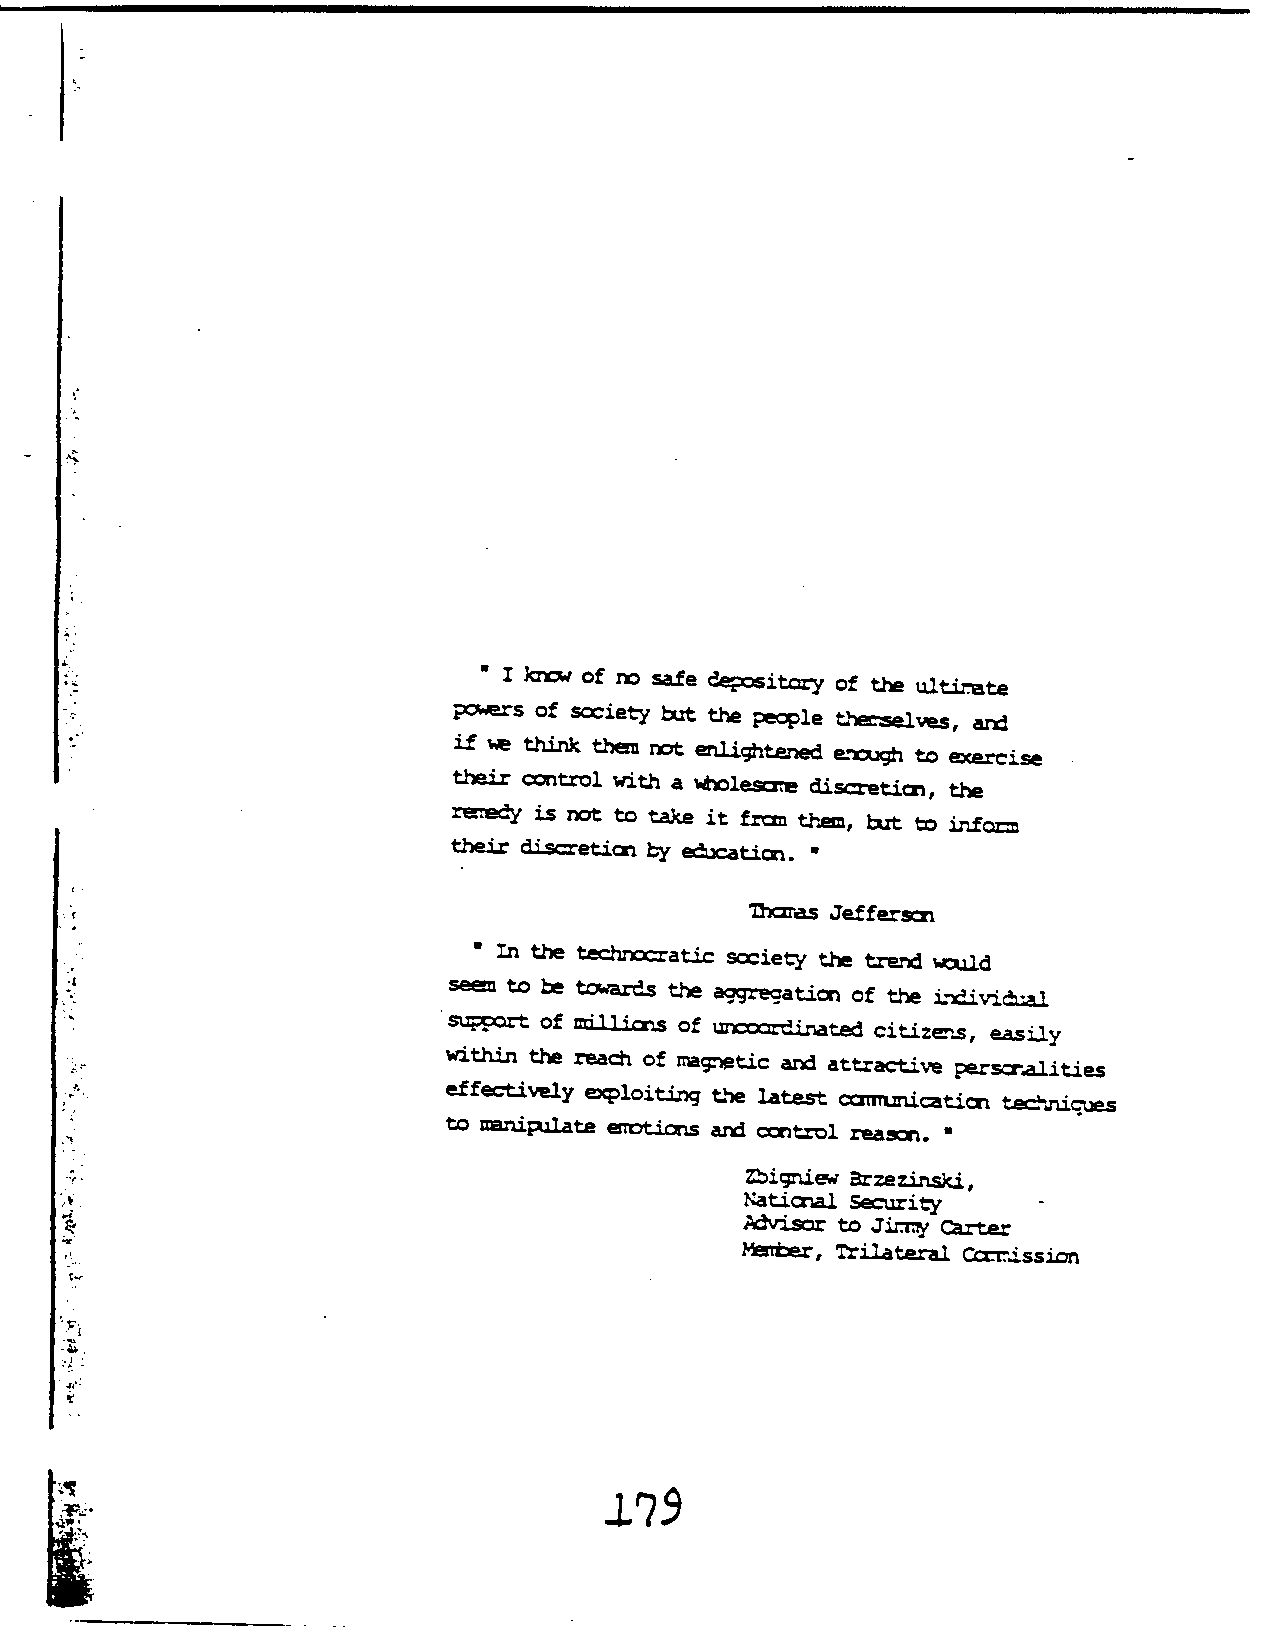 " I know of no safe depository of the ultimate
powers of society but the people themselves, and
if we think them not enlightened enough to exercise
their control with a wholesome discretion, the
remedy is not to take it from them, but to inform
their discretion by education. "
Thomas Jefferson
" In the technocratic society the trend would
seem to be towards the aggregation of the individual
support of millions of uncoordinated citizens, easily
within the reach of magnetic and attractive personalities
effectively exploiting the latest communication techniques
to manipulate emotions and control reason. "
Zbigniew Brzezinski,
National Security
Advisor to Jimmy Carter
Member, Trilateral Commission
179